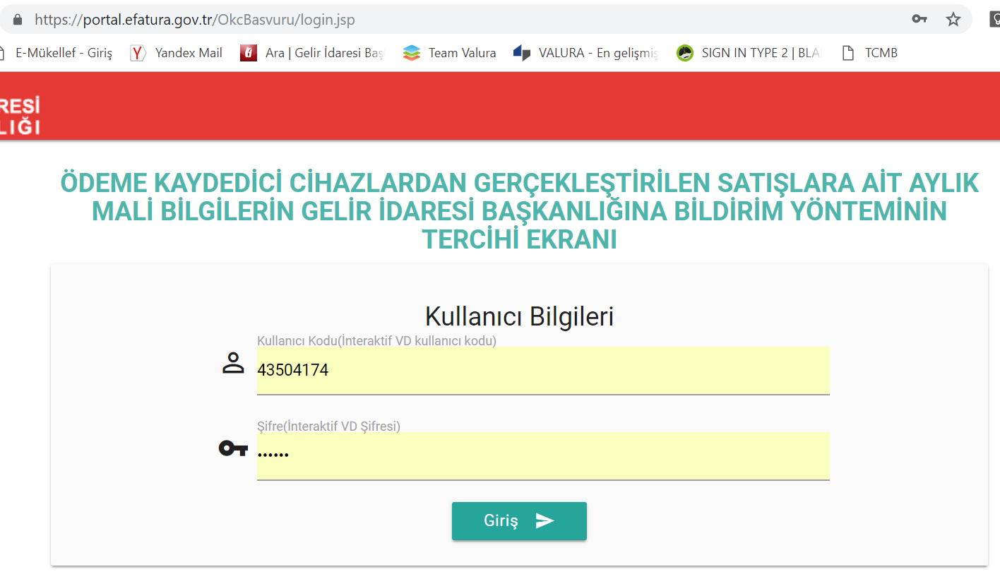 https://portal.efatura.gov.tr/OkcBasvuru/login.jsp
E-Mükellef - Giriş Yandex Mail Ara | Gelir İdaresi Baş Team Valura VALURA - En gelişmiş SIGN IN TYPE 2 | BLA TCMB
RESİ
LIĞI
ÖDEME KAYDEDİCİ CİHAZLARDAN GERÇEKLEŞTİRİLEN SATIŞLARA AİT AYLIK
MALİ BİLGİLERİN GELİR İDARESİ BAŞKANLIĞINA BİLDİRİM YÖNTEMİNİN
TERCİHİ EKRANI
Kullanıcı Bilgileri
Kullanıcı Kodu(İnteraktif VD kullanıcı kodu)
43504174
Şifre(İnteraktif VD Şifresi)
••••••
Giriş